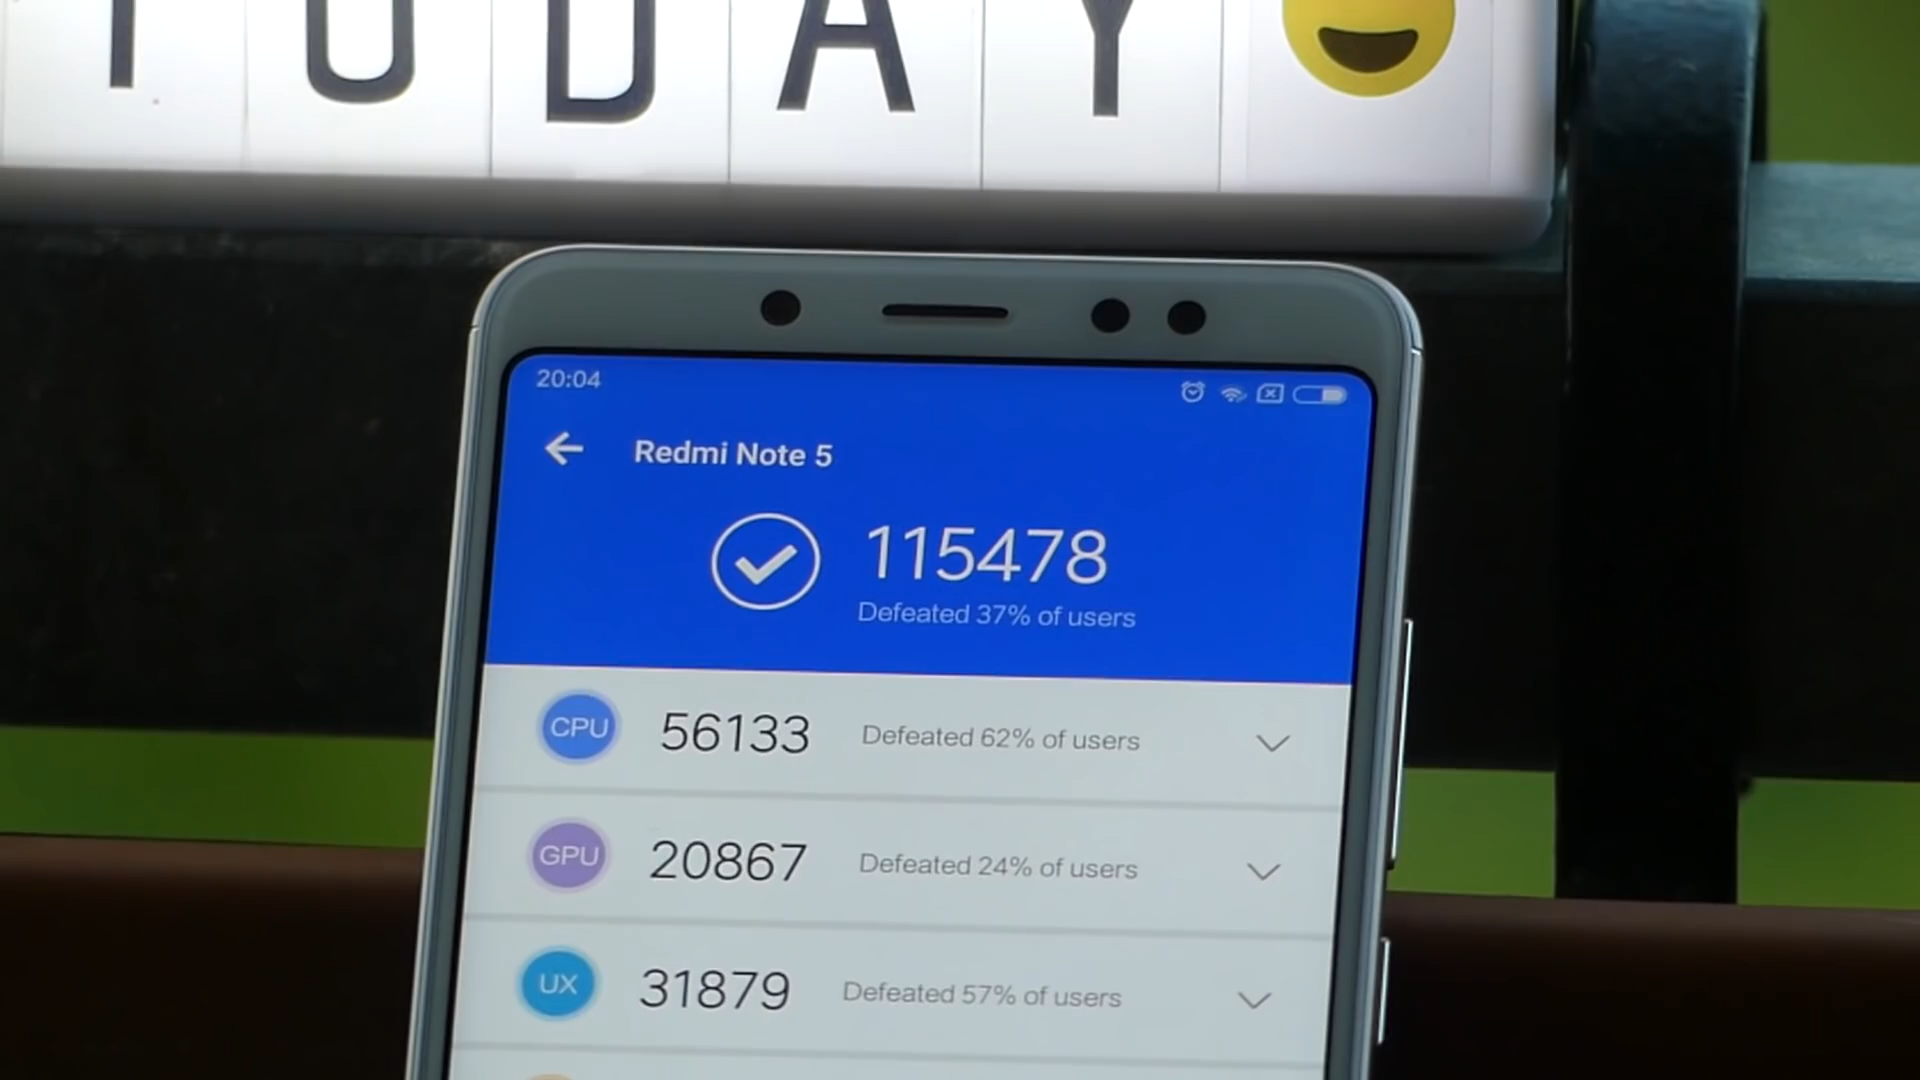 TODAY
20:04
Redmi Note 5
115478
Defeated 37% of users
CPU 56133 Defeated 62% of users
GPU 20867 Defeated 24% of users
UX 31879 Defeated 57% of users